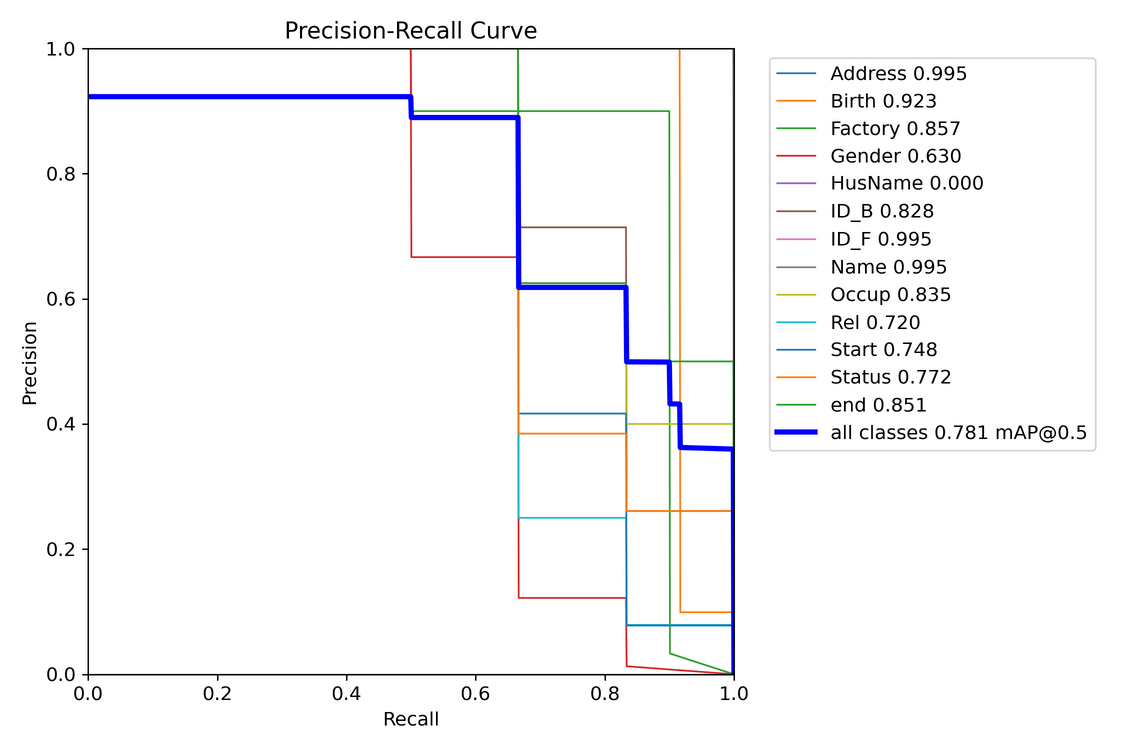 Precision-Recall Curve
1.0
0.8
0.6
0.4
0.2
0.0
Precision
0.0 0.2 0.4 0.6 0.8 1.0
Recall
Address 0.995
Birth 0.923
Factory 0.857
Gender 0.630
HusName 0.000
ID_B 0.828
ID_F 0.995
Name 0.995
Occup 0.835
Rel 0.720
Start 0.748
Status 0.772
end 0.851
all classes 0.781 mAP@0.5